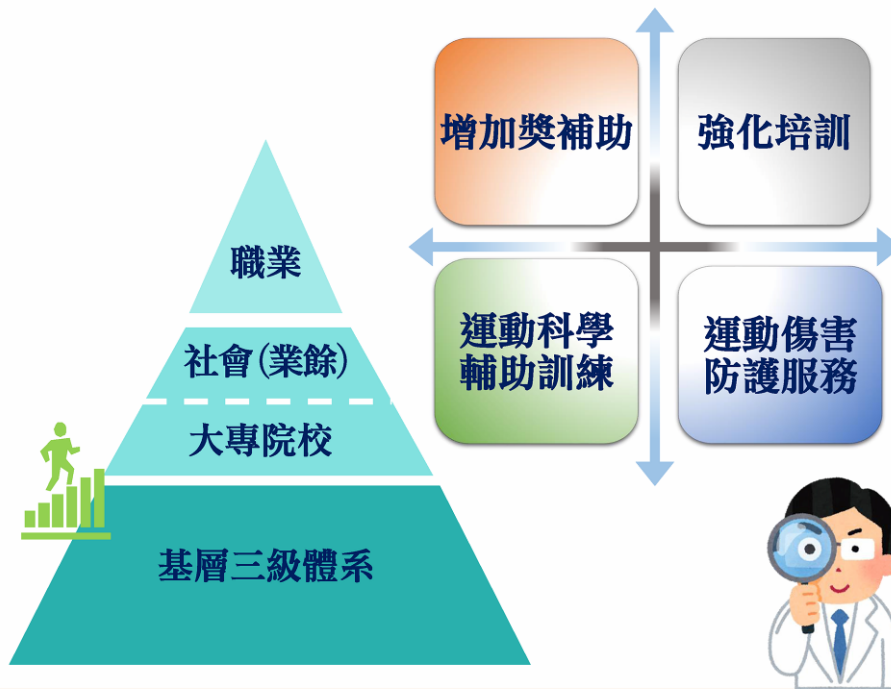 增加獎補助
強化培訓
運動科學
輔助訓練
運動傷害
防護服務
職業
社會(業餘)
大專院校
基層三級體系